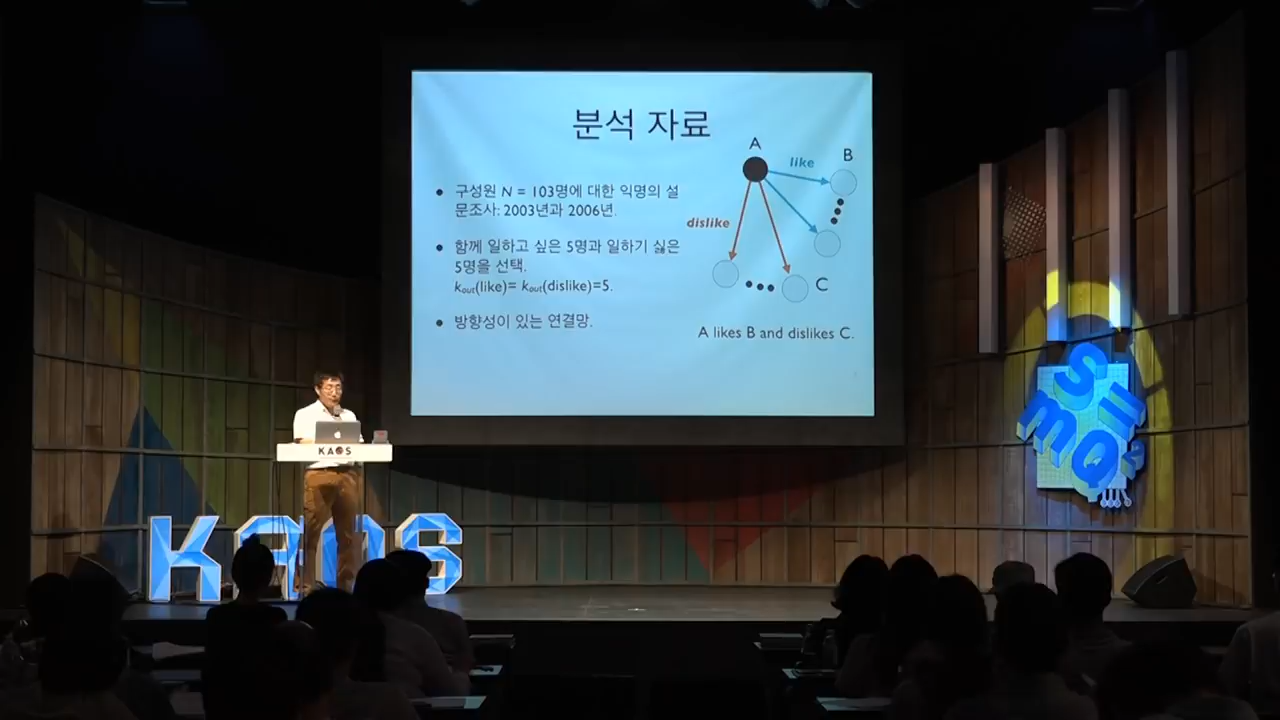 분석 자료
• 구성원 N = 103명에 대한 익명의 설
문조사: 2003년과 2006년.
• 함께 일하고 싶은 5명과 일하기 싫은
5명을 선택.
kout(like)= kout(dislike)=5.
• 방향성이 있는 연결망.
A
like
B
dislike
C
A likes B and dislikes C.
KAOS
KAOS